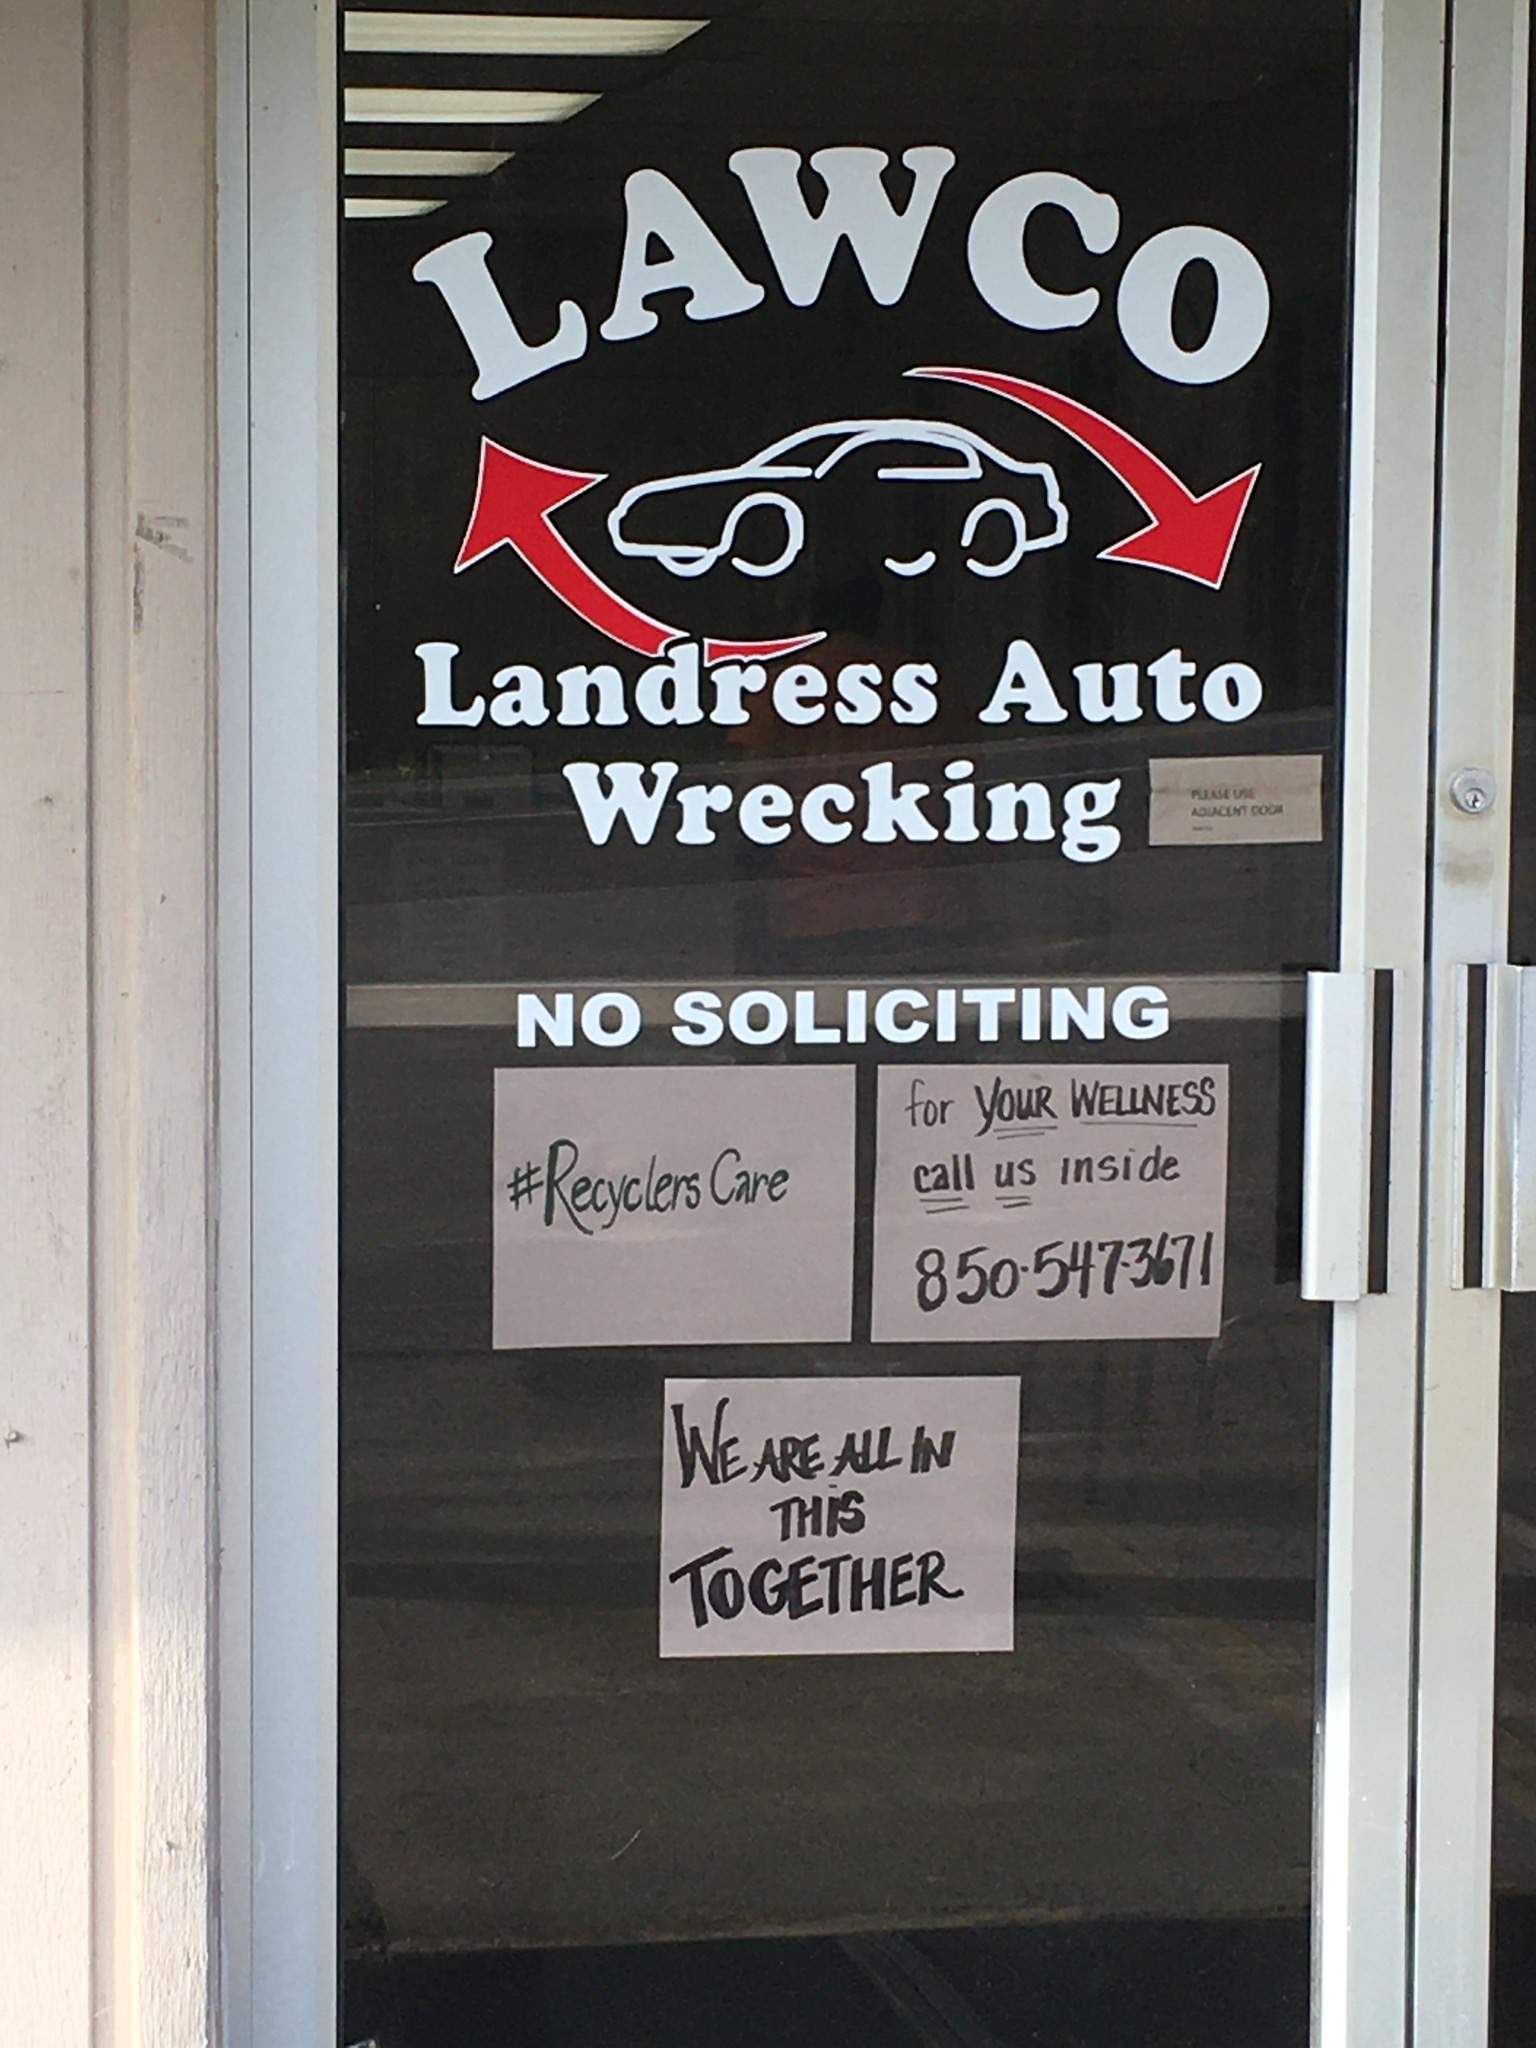 LAWCO
Landress Auto
Wrecking
PLEASE USE
ADJACENT DOOR
NO SOLICITING
#Recyclers Care
for YOUR WELLNESS
call us inside
850-547-3671
WE ARE ALL IN
THIS
TOGETHER